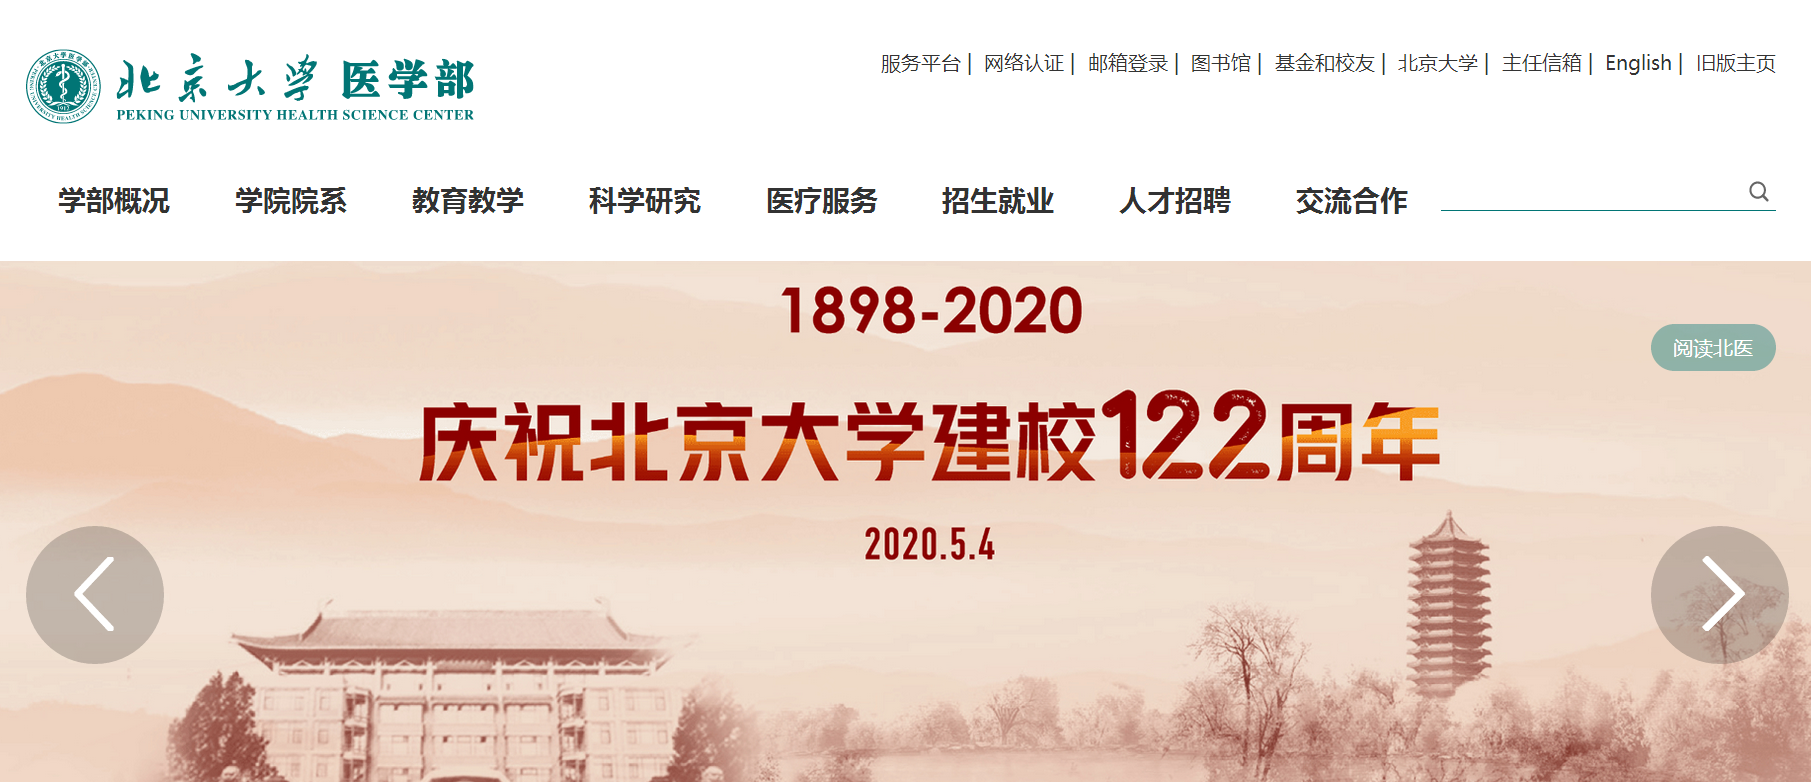 北京大学 医学部
PEKING UNIVERSITY HEALTH SCIENCE CENTER
服务平台 | 网络认证 | 邮箱登录 | 图书馆 | 基金和校友 | 北京大学 | 主任信箱 | English | 旧版主页
学部概况 学院院系 教育教学 科学研究 医疗服务 招生就业 人才招聘 交流合作
1898-2020
阅读北医
庆祝北京大学建校122周年
2020.5.4